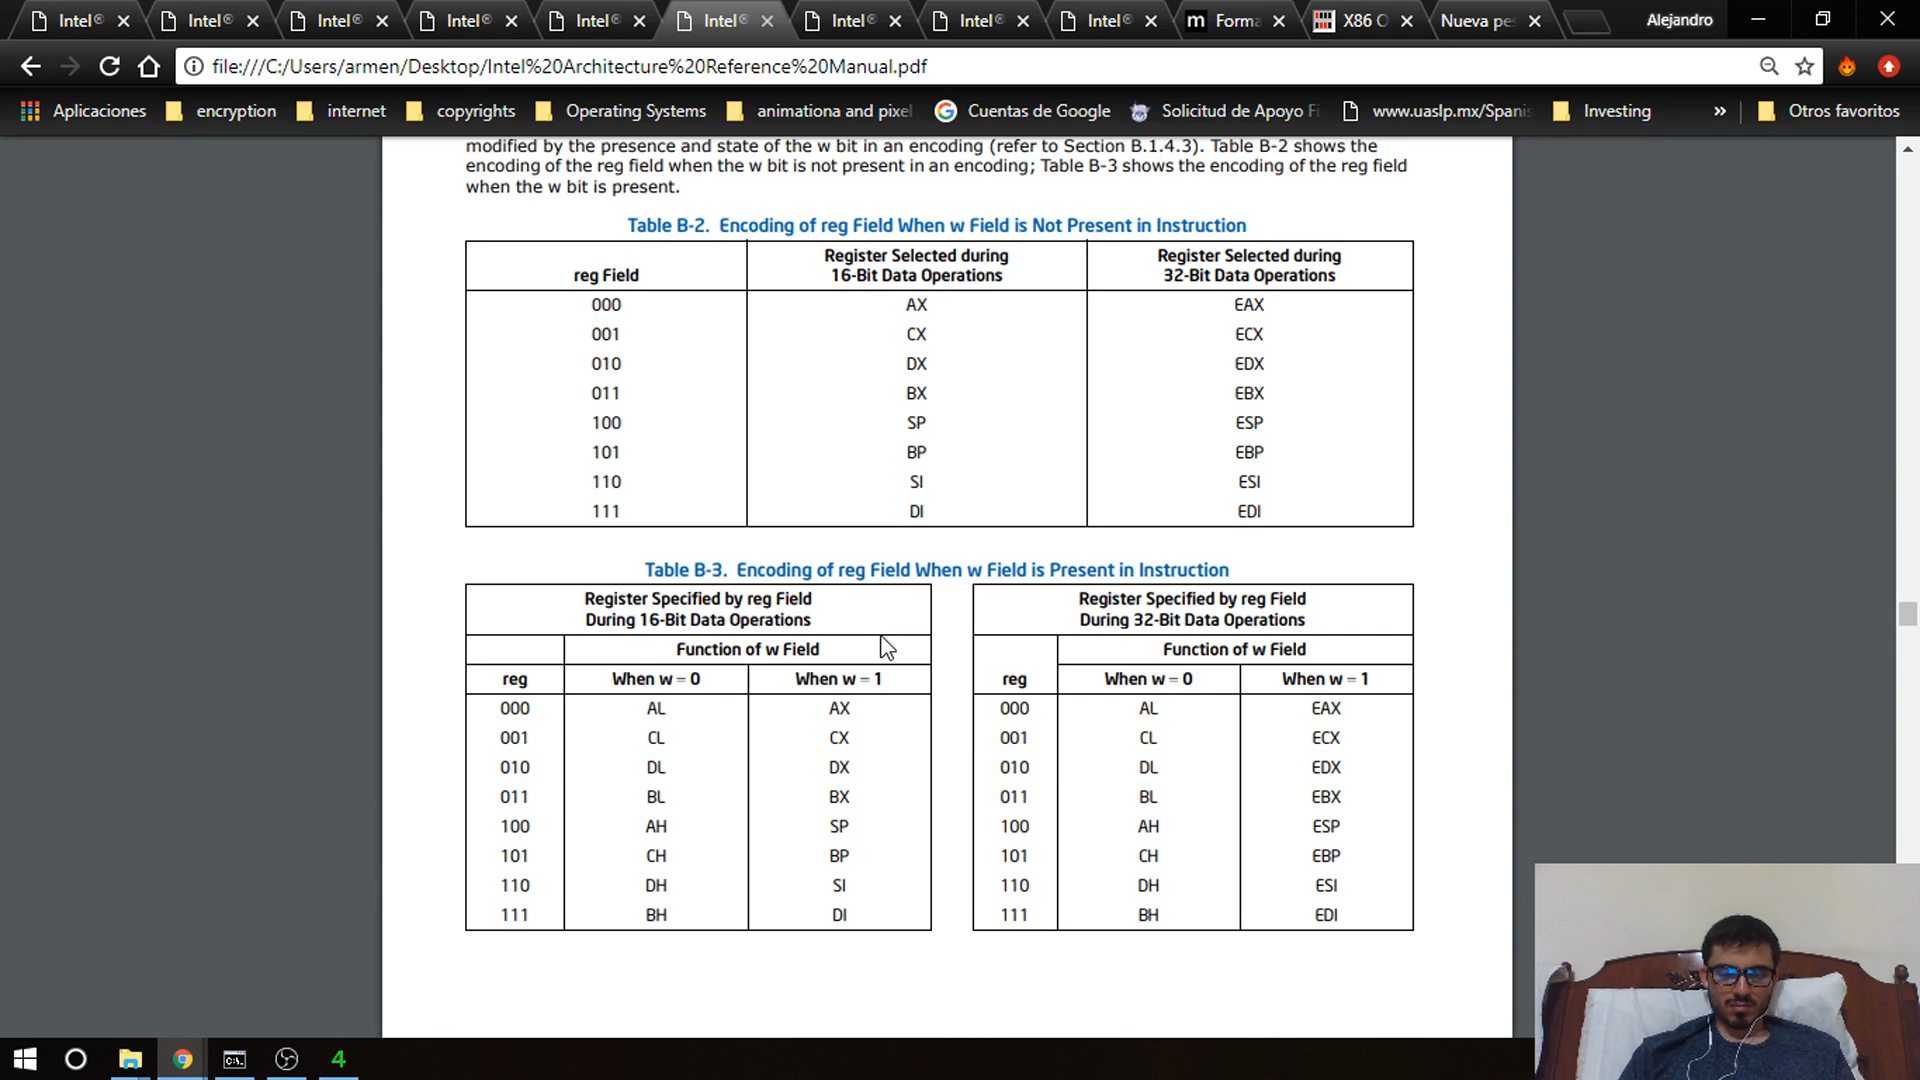 Intel® Intel® Intel® Intel® Intel® Intel® Intel® Intel® Intel® Forma X86 O Nueva pes Alejandro
file:///C:/Users/armen/Desktop/Intel%20Architecture%20Reference%20Manual.pdf
Aplicaciones encryption internet copyrights Operating Systems animationa and pixel Cuentas de Google Solicitud de Apoyo Fi www.uaslp.mx/Spanis Investing » Otros favoritos
modified by the presence and state of the w bit in an encoding (refer to Section B.1.4.3). Table B-2 shows the
encoding of the reg field when the w bit is not present in an encoding; Table B-3 shows the encoding of the reg field
when the w bit is present.
Table B-2. Encoding of reg Field When w Field is Not Present in Instruction
reg Field Register Selected during 16-Bit Data Operations Register Selected during 32-Bit Data Operations
000 AX EAX
001 CX ECX
010 DX EDX
011 BX EBX
100 SP ESP
101 BP EBP
110 SI ESI
111 DI EDI
Table B-3. Encoding of reg Field When w Field is Present in Instruction
Register Specified by reg Field During 16-Bit Data Operations Register Specified by reg Field During 32-Bit Data Operations
Function of w Field Function of w Field
reg When w = 0 When w = 1 reg When w = 0 When w = 1
000 AL AX 000 AL EAX
001 CL CX 001 CL ECX
010 DL DX 010 DL EDX
011 BL BX 011 BL EBX
100 AH SP 100 AH ESP
101 CH BP 101 CH EBP
110 DH SI 110 DH ESI
111 BH DI 111 BH EDI
4